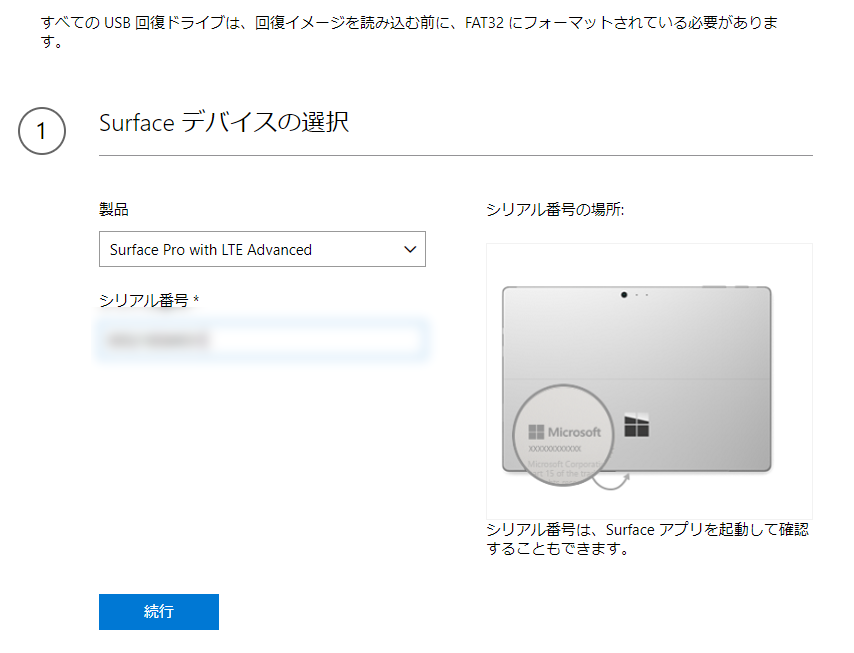 すべての USB 回復ドライブは、回復イメージを読み込む前に、FAT32 にフォーマットされている必要がありま
す。
1
Surface デバイスの選択
製品
Surface Pro with LTE Advanced
シリアル番号 *
シリアル番号の場所:
Microsoft
XXXXXXXXXXXX
Microsoft Corporatio
art 15 of the
シリアル番号は、Surface アプリを起動して確認
することもできます。
続行